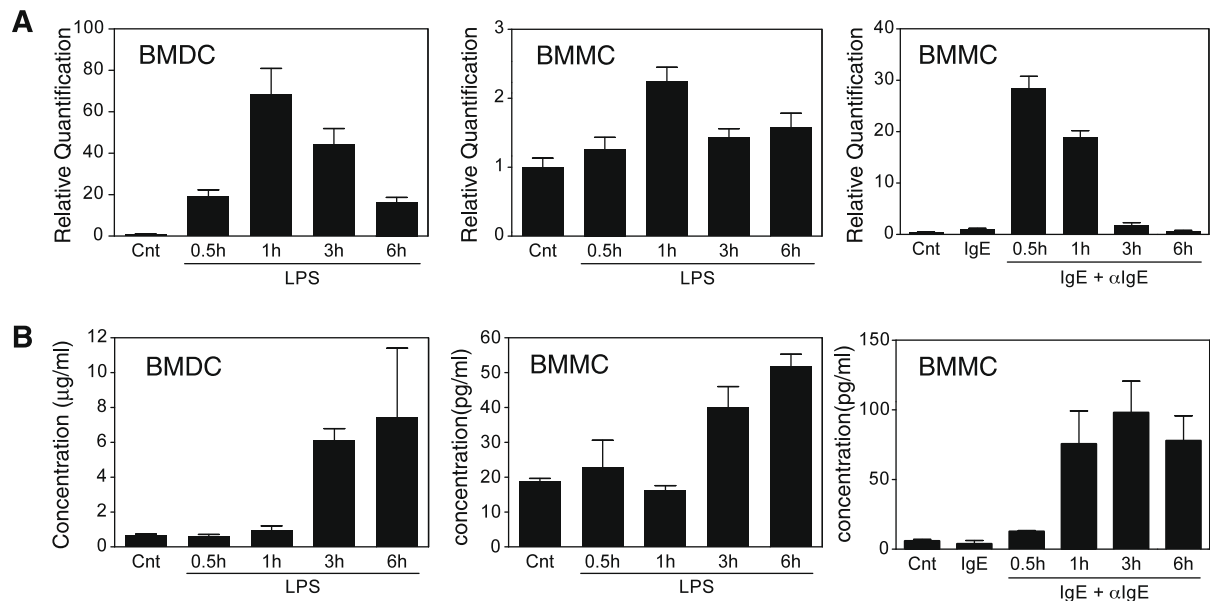 A
Relative Quantification
100
80
60
40
20
0
BMDC
Cnt 0.5h 1h 3h 6h
LPS
Relative Quantification
3
2
1
0
BMMC
Cnt 0.5h 1h 3h 6h
LPS
Relative Quantification
40
30
20
10
0
BMMC
Cnt IgE 0.5h 1h 3h 6h
IgE + αIgE
B
Concentration (μg/ml)
12
10
8
6
4
2
0
BMDC
Cnt 0.5h 1h 3h 6h
LPS
concentration(pg/ml)
60
50
40
30
20
10
0
BMMC
Cnt 0.5h 1h 3h 6h
LPS
concentration(pg/ml)
150
100
50
0
BMMC
Cnt IgE 0.5h 1h 3h 6h
IgE + αIgE